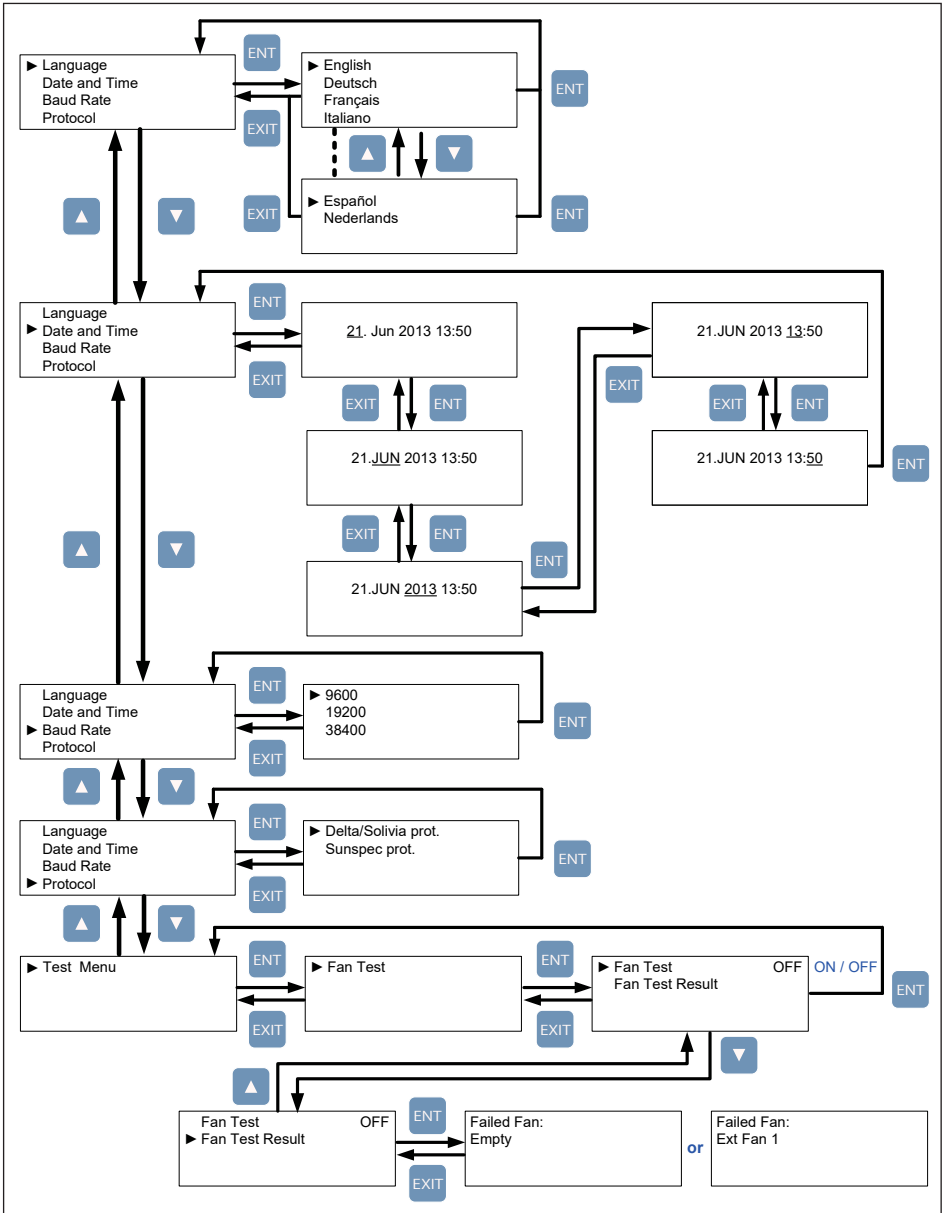 ENT
► Language
Date and Time
Baud Rate
Protocol
► English
Deutsch
Français
Italiano
ENT
EXIT
▲
▼
▲
▼
EXIT
► Español
Nederlands
ENT
ENT
Language
► Date and Time
Baud Rate
Protocol
21. Jun 2013 13:50
21.JUN 2013 13:50
EXIT
EXIT
EXIT
ENT
EXIT
ENT
21.JUN 2013 13:50
21.JUN 2013 13:50
ENT
▲
▼
EXIT
ENT
ENT
21.JUN 2013 13:50
ENT
Language
Date and Time
► Baud Rate
Protocol
► 9600
19200
38400
ENT
EXIT
▲
▼
ENT
Language
Date and Time
Baud Rate
► Protocol
► Delta/Solivia prot.
Sunspec prot.
ENT
EXIT
▲
▼
► Test Menu
ENT
► Fan Test
ENT
► Fan Test OFF
Fan Test Result
ON / OFF
ENT
EXIT
EXIT
▲
▼
Fan Test OFF
► Fan Test Result
ENT
EXIT
Failed Fan:
Empty
or
Failed Fan:
Ext Fan 1